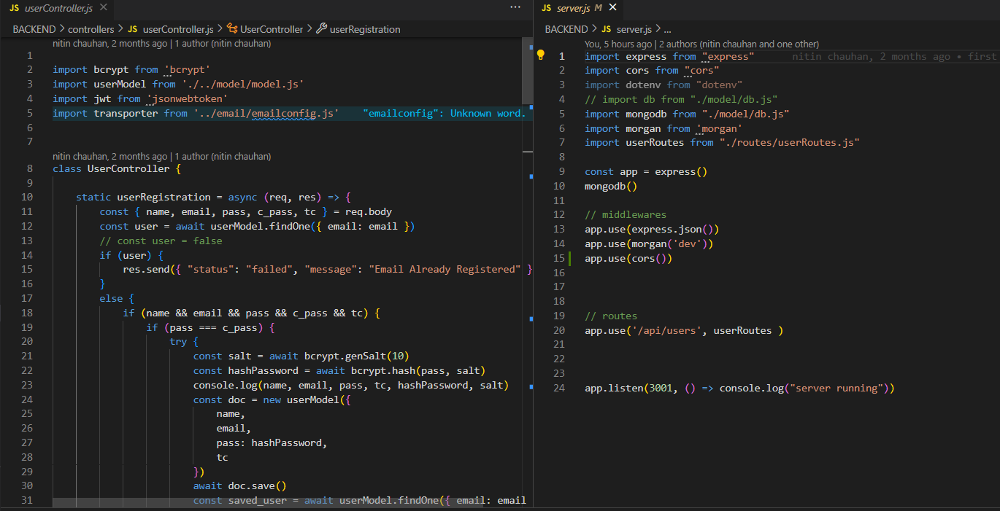 JS userController.js
BACKEND > controllers > JS userController.js > UserController > userRegistration
nitin chauhan, 2 months ago | 1 author (nitin chauhan)
1
2 import bcrypt from 'bcrypt'
3 import userModel from './../model/model.js'
4 import jwt from 'jsonwebtoken'
5 import transporter from '../email/emailconfig.js' "emailconfig": Unknown word.
6
7
nitin chauhan, 2 months ago | 1 author (nitin chauhan)
8 class UserController {
9
10 static userRegistration = async (req, res) => {
11 const { name, email, pass, c_pass, tc } = req.body
12 const user = await userModel.findOne({ email: email })
13 // const user = false
14 if (user) {
15 res.send({ "status": "failed", "message": "Email Already Registered" }
16 }
17 else {
18 if (name && email && pass && c_pass && tc) {
19 if (pass === c_pass) {
20 try {
21 const salt = await bcrypt.genSalt(10)
22 const hashPassword = await bcrypt.hash(pass, salt)
23 console.log(name, email, pass, tc, hashPassword, salt)
24 const doc = new userModel({
25 name,
26 email,
27 pass: hashPassword,
28 tc
29 })
30 await doc.save()
31 const saved_user = await userModel.findOne({ email: email
JS server.js M
BACKEND > JS server.js > ...
You, 5 hours ago | 2 authors (nitin chauhan and one other)
1 import express from "express" nitin chauhan, 2 months ago • first
2 import cors from "cors"
3 import dotenv from "dotenv"
4 // import db from "./model/db.js"
5 import mongodb from "./model/db.js"
6 import morgan from 'morgan'
7 import userRoutes from "./routes/userRoutes.js"
8
9 const app = express()
10 mongodb()
11
12 // middlewares
13 app.use(express.json())
14 app.use(morgan('dev'))
15 app.use(cors())
16
17
18
19 // routes
20 app.use('/api/users', userRoutes )
21
22
23
24 app.listen(3001, () => console.log("server running"))